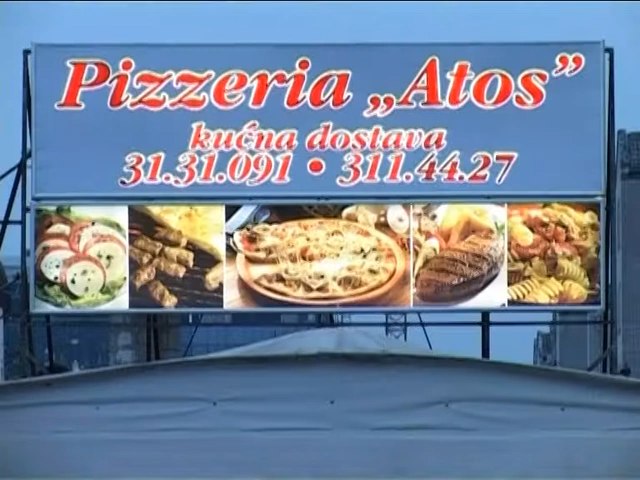 Pizzeria „Atos”
kućna dostava
31.31.091 • 311.44.27